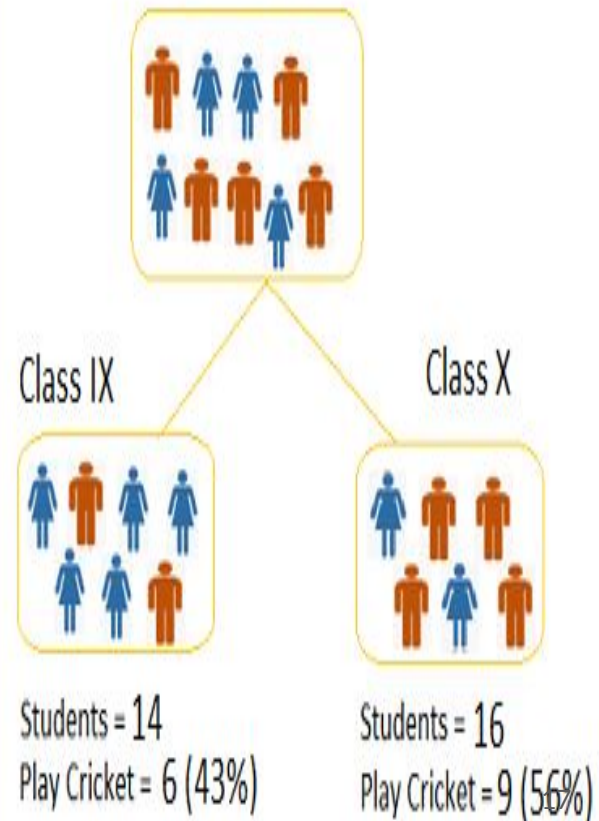 Class IX
Class X
Students = 14
Play Cricket = 6 (43%)
Students = 16
Play Cricket = 9 (56%)